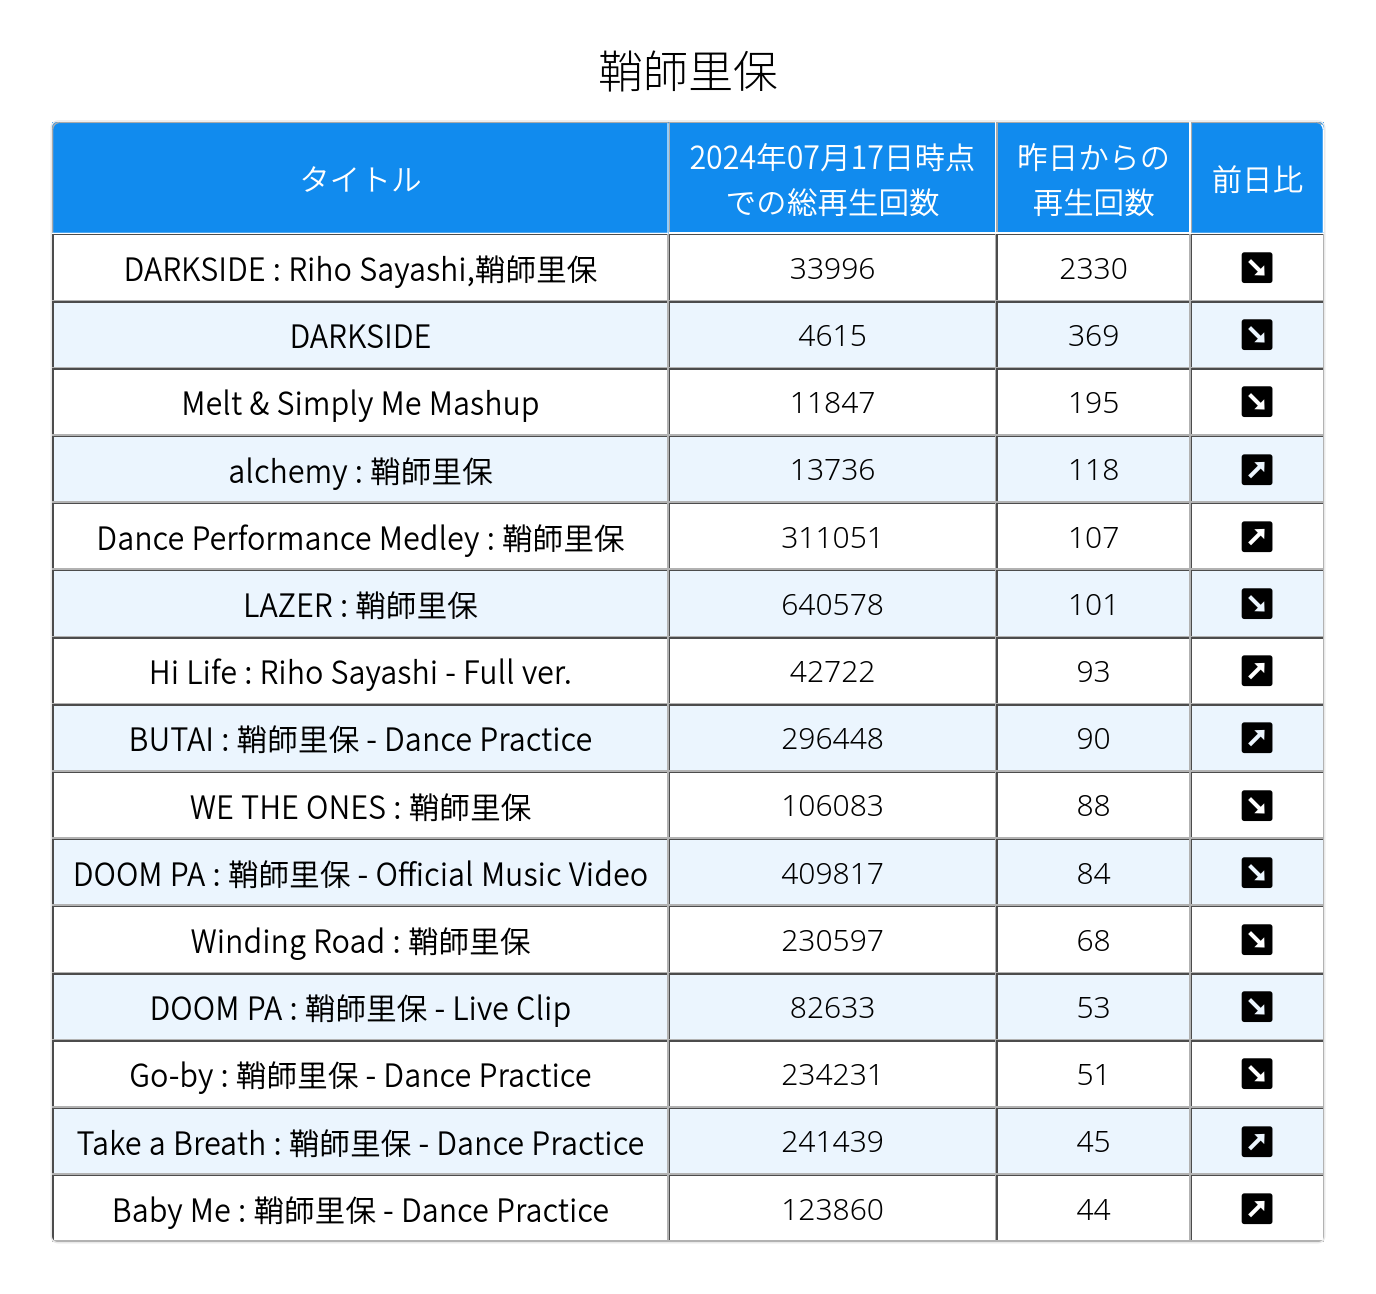 鞘師里保
タイトル
2024年07月17日時点
での総再生回数
昨日からの
再生回数
前日比
DARKSIDE : Riho Sayashi,鞘師里保 33996 2330 ↘
DARKSIDE 4615 369 ↘
Melt & Simply Me Mashup 11847 195 ↘
alchemy : 鞘師里保 13736 118 ↗
Dance Performance Medley : 鞘師里保 311051 107 ↗
LAZER : 鞘師里保 640578 101 ↘
Hi Life : Riho Sayashi - Full ver. 42722 93 ↗
BUTAI : 鞘師里保 - Dance Practice 296448 90 ↗
WE THE ONES : 鞘師里保 106083 88 ↘
DOOM PA : 鞘師里保 - Official Music Video 409817 84 ↘
Winding Road : 鞘師里保 230597 68 ↘
DOOM PA : 鞘師里保 - Live Clip 82633 53 ↘
Go-by : 鞘師里保 - Dance Practice 234231 51 ↘
Take a Breath : 鞘師里保 - Dance Practice 241439 45 ↗
Baby Me : 鞘師里保 - Dance Practice 123860 44 ↗